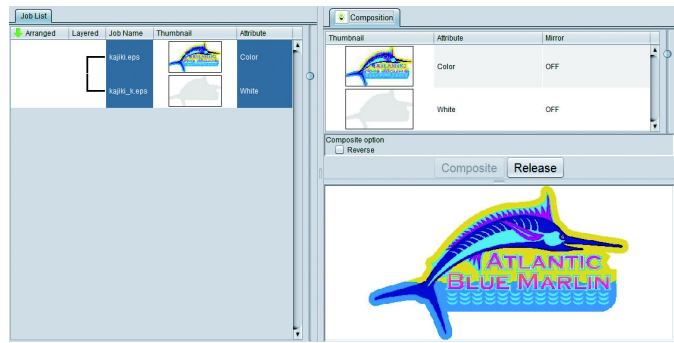 Job List
Arranged Layered Job Name Thumbnail Attribute
kajiki.eps Color
kajiki_k.eps White
Composition
Thumbnail Attribute Mirror
Color OFF
White OFF
Composite option
Reverse
Composite Release
ATLANTIC
BLUE MARLIN